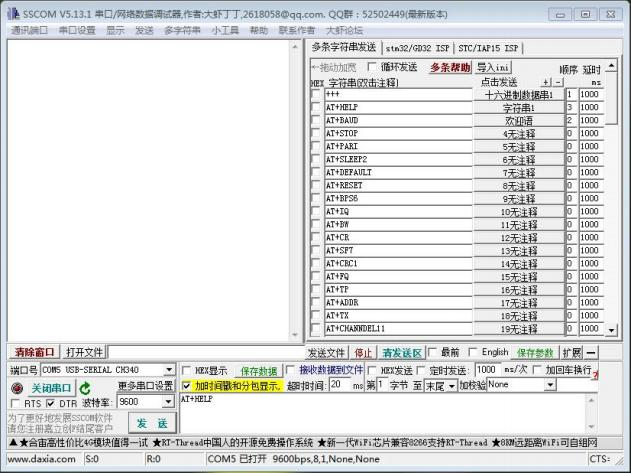 SSCOM V5.13.1 串口/网络数据调试器,作者:大虾丁丁,2618058@qq.com. QQ群：52502449(最新版本)
通讯端口 串口设置 显示 发送 多字符串 小工具 帮助 联系作者 大虾论坛
多条字符串发送 stm32/GD32 ISP STC/IAP15 ISP
←拖动加宽 循环发送 多条帮助 导入ini 顺序 延时
HEX 字符串(双击注释) 点击发送 + - ms
+++ 十六进制数据串1 1 1000
AT+HELP 字符串1 3 1000
AT+BAUD 欢迎语 2 1000
AT+STOP 4无注释 0 1000
AT+PARI 5无注释 0 1000
AT+SLEEP2 6无注释 0 1000
AT+DEFAULT 7无注释 0 1000
AT+RESET 8无注释 0 1000
AT+BPS6 9无注释 0 1000
AT+IQ 10无注释 0 1000
AT+BW 11无注释 0 1000
AT+CR 12无注释 0 1000
AT+SF7 13无注释 0 1000
AT+CRC1 14无注释 0 1000
AT+FQ 15无注释 0 1000
AT+TP 16无注释 0 1000
AT+ADDR 17无注释 0 1000
AT+TX 18无注释 0 1000
AT+CHANNDEL11 19无注释 0 1000
清除窗口 打开文件 发送文件 停止 清发送区 最前 English 保存参数 扩展 —
端口号 COM5 USB-SERIAL CH340 HEX显示 保存数据 接收数据到文件 HEX发送 定时发送: 1000 ms/次 加回车换行
关闭串口 更多串口设置 加时间戳和分包显示, 超时时间: 20 ms 第 1 字节 至 末尾 加校验 None
RTS DTR 波特率: 9600 AT+HELP
为了更好地发展SSCOM软件
请您注册嘉立创F结尾客户 发 送
▲★合宙高性价比4G模块值得一试 ★RT-Thread中国人的开源免费操作系统 ★新一代WiFi芯片兼容8266支持RT-Thread ★8KM远距离WiFi可自组网
www.daxia.com S:0 R:0 COM5 已打开 9600bps,8,1,None,None CTS=